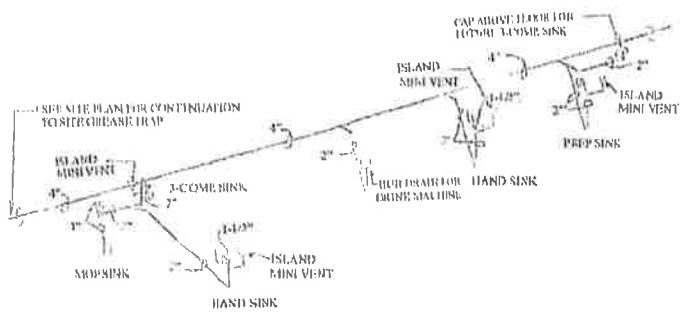 CAP ABOVE FLOOR FOR
FUTURE 3-COMP. SINK
4"
2"
ISLAND
MINI VENT
2"
PREP SINK
ISLAND
MINI VENT
4"
1-1/2"
2"
HAND SINK
SEE SITE PLAN FOR CONTINUATION
TO SITE GREASE TRAP
4"
2"
HUB DRAIN FOR
DRINK MACHINE
ISLAND
MINI VENT
3-COMP. SINK
4"
2"
MOP SINK
1-1/2"
ISLAND
MINI VENT
2"
HAND SINK